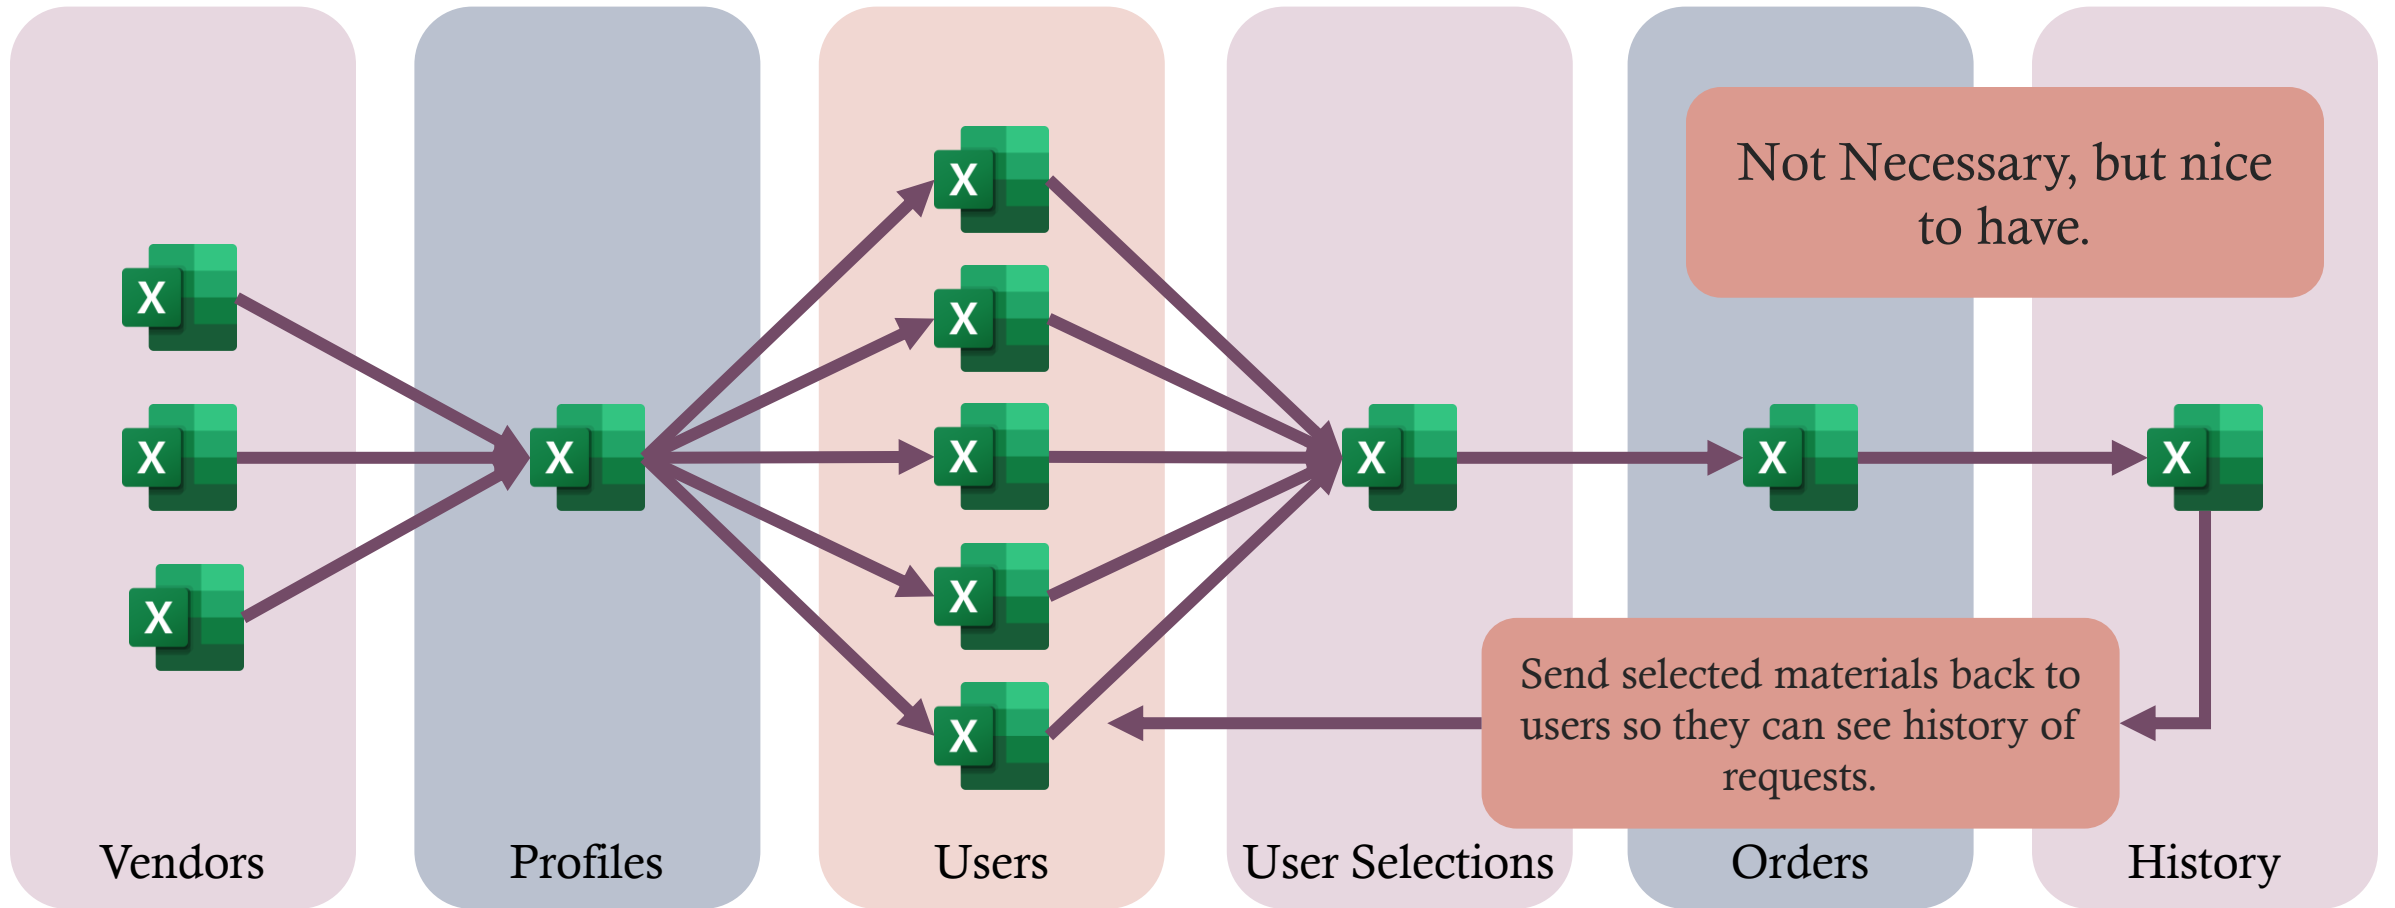 Not Necessary, but nice
to have.
X
X
X
X
X
X
X
X
X
X
X
X
Send selected materials back to
users so they can see history of
requests.
Vendors
Profiles
Users
User Selections
Orders
History